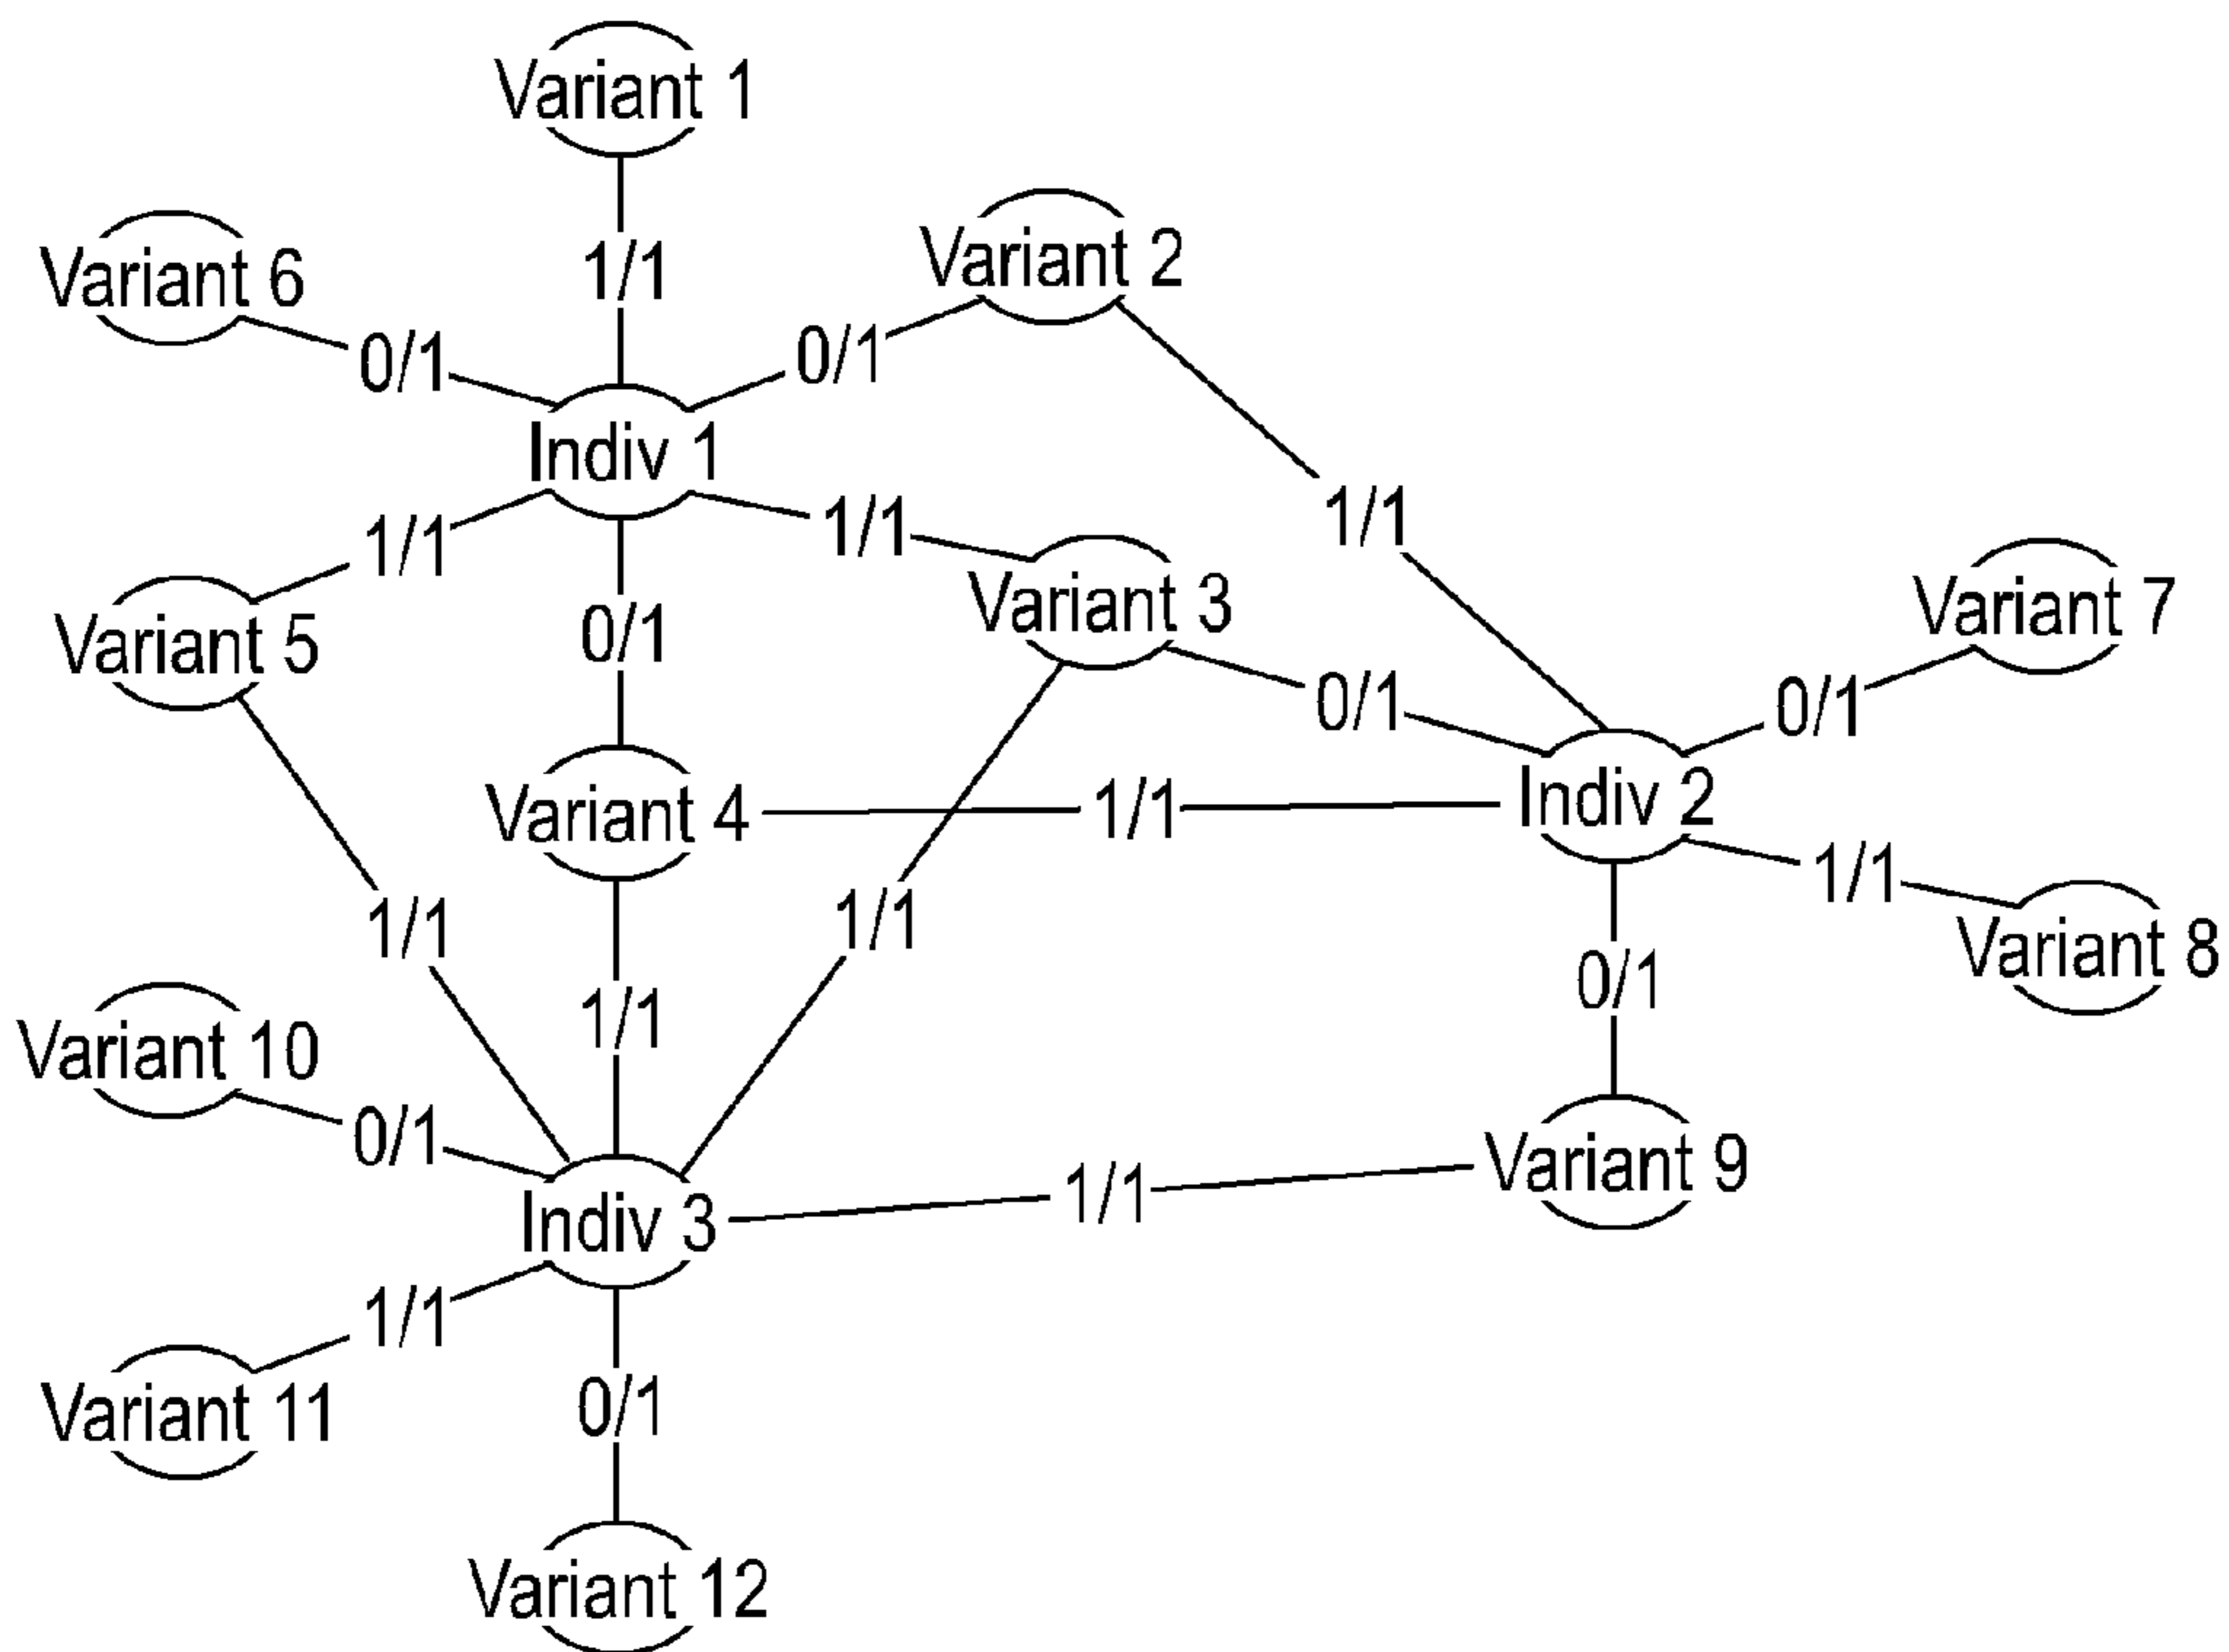 Variant 1
Variant 6
1/1
Variant 2
0/1
0/1
Indiv 1
1/1
1/1
1/1
Variant 5
0/1
Variant 3
Variant 7
0/1
0/1
Variant 4
1/1
Indiv 2
1/1
1/1
1/1
Variant 8
0/1
Variant 10
1/1
0/1
Variant 9
Indiv 3
1/1
1/1
Variant 11
0/1
Variant 12